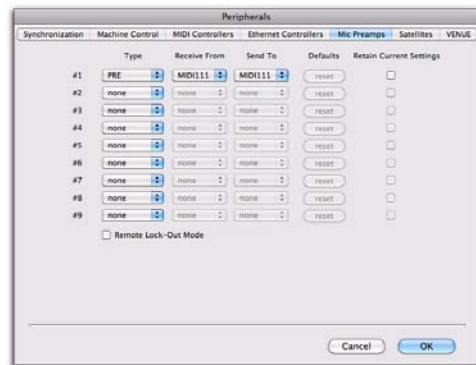 Peripherals
Synchronization Machine Control MIDI Controllers Ethernet Controllers Mic Preamps Satellites VENUE
Type Receive From Send To Defaults Retain Current Settings
#1 PRE MIDI111 MIDI111 reset
#2 none none none reset
#3 none none none reset
#4 none none none reset
#5 none none none reset
#6 none none none reset
#7 none none none reset
#8 none none none reset
#9 none none none reset
Remote Lock-Out Mode
Cancel OK